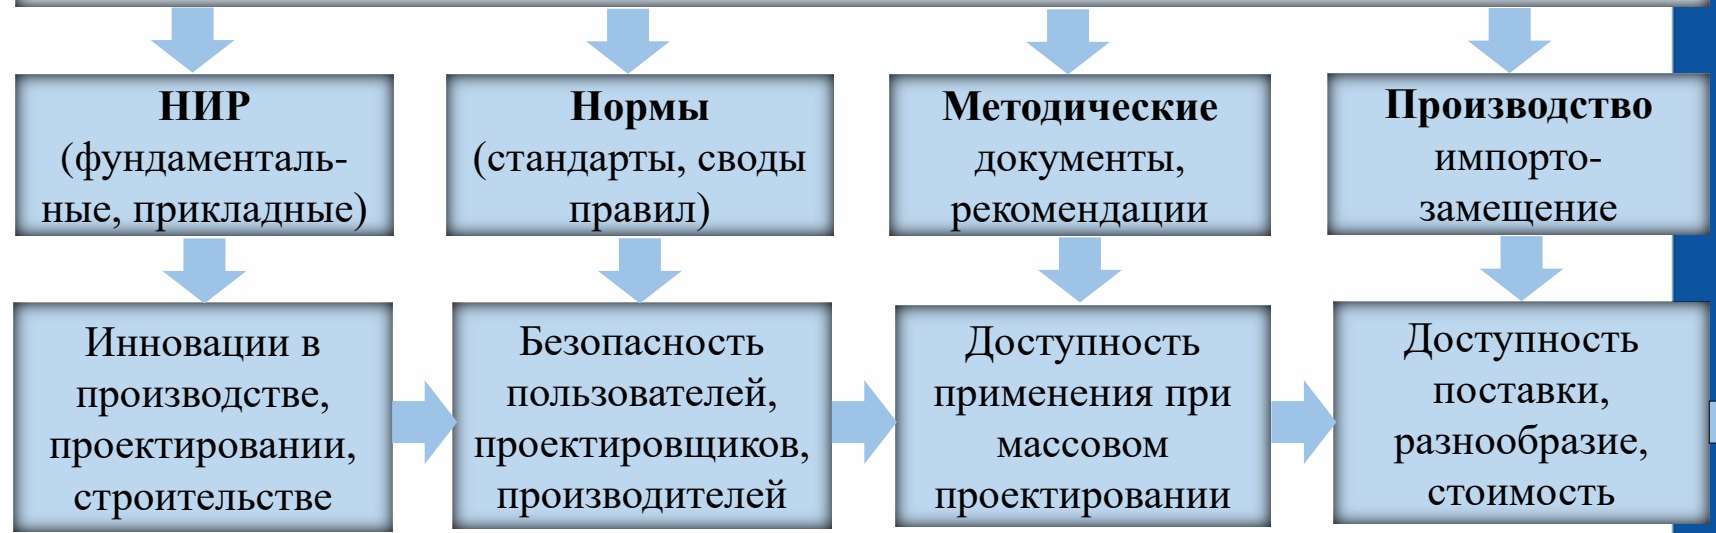 НИР
(фундаменталь-
ные, прикладные)
Нормы
(стандарты, своды
правил)
Методические
документы,
рекомендации
Производство
импорто-
замещение
Инновации в
производстве,
проектировании,
строительстве
Безопасность
пользователей,
проектировщиков,
производителей
Доступность
применения при
массовом
проектировании
Доступность
поставки,
разнообразие,
стоимость